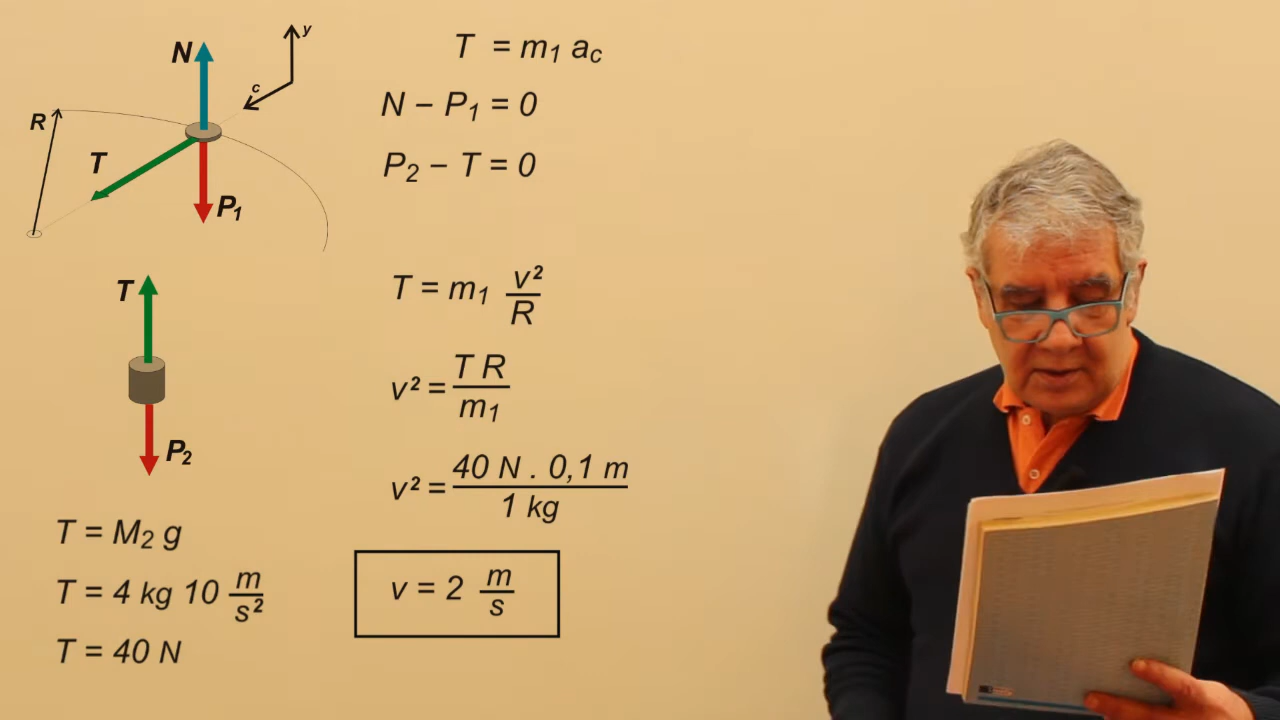 N
y
c
R
T
P₁
T
P₂
T = M₂ g
T = 4 kg 10 m/s²
T = 40 N
T = m₁ a_c
N – P₁ = 0
P₂ – T = 0
T = m₁ v²/R
v² = T R/m₁
v² = 40 N . 0,1 m/1 kg
v = 2 m/s